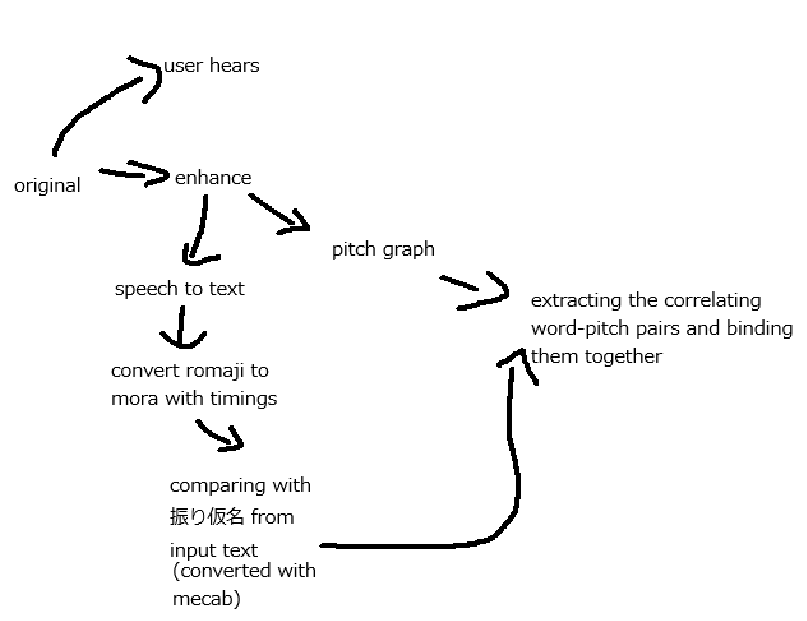 user hears
original
enhance
pitch graph
speech to text
extracting the correlating
word-pitch pairs and binding
them together
convert romaji to
mora with timings
comparing with
振り仮名 from
input text
(converted with
mecab)